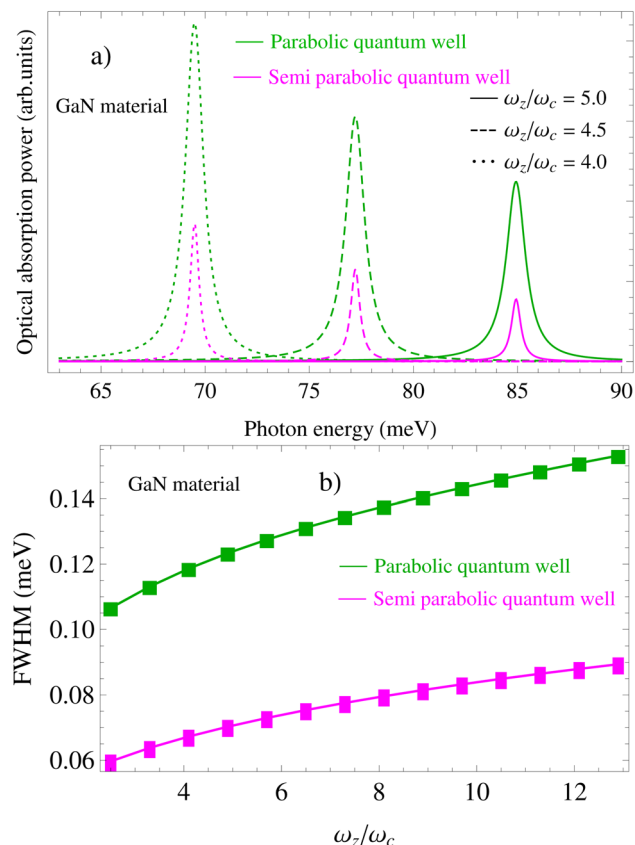 a)
Parabolic quantum well
Semi parabolic quantum well
GaN material
ω_z/ω_c = 5.0
ω_z/ω_c = 4.5
ω_z/ω_c = 4.0
Optical absorption power (arb.units)
65 70 75 80 85 90
Photon energy (meV)
b)
GaN material
Parabolic quantum well
Semi parabolic quantum well
FWHM (meV)
0.14
0.12
0.10
0.08
0.06
4 6 8 10 12
ω_z/ω_c